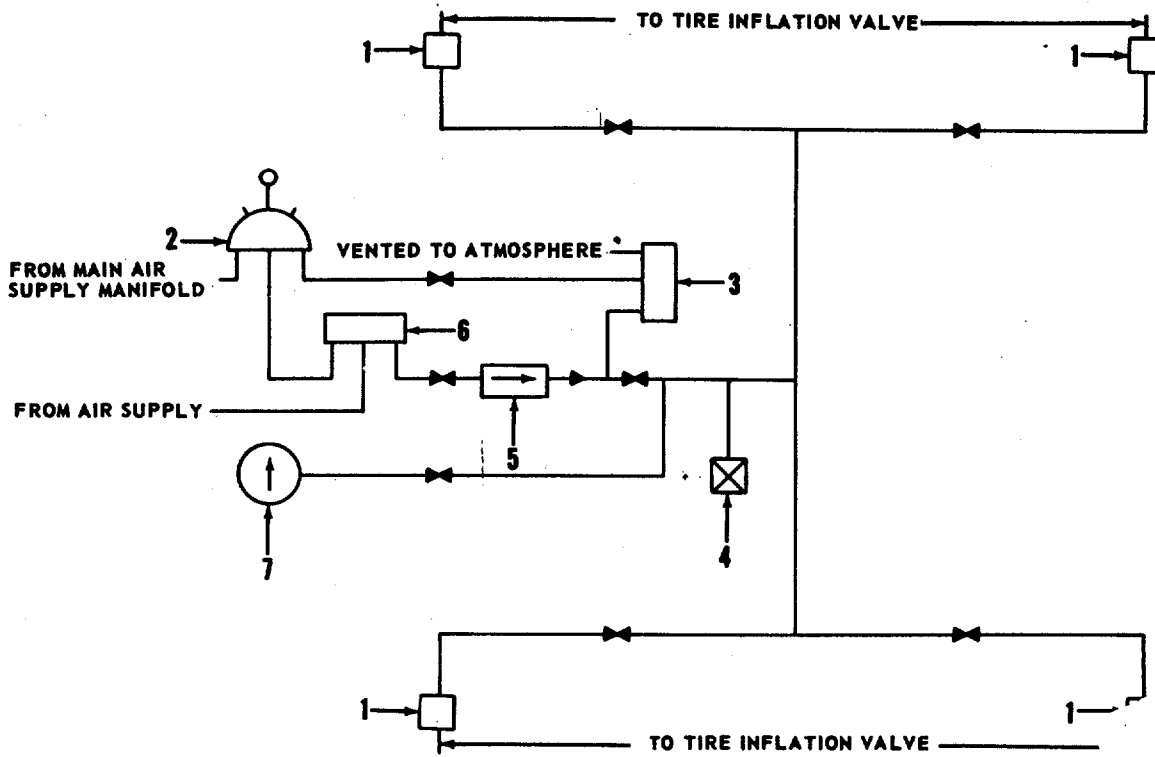 TO TIRE INFLATION VALVE
1
1
2
FROM MAIN AIR
SUPPLY MANIFOLD
VENTED TO ATMOSPHERE
3
6
FROM AIR SUPPLY
5
7
4
1
1
TO TIRE INFLATION VALVE